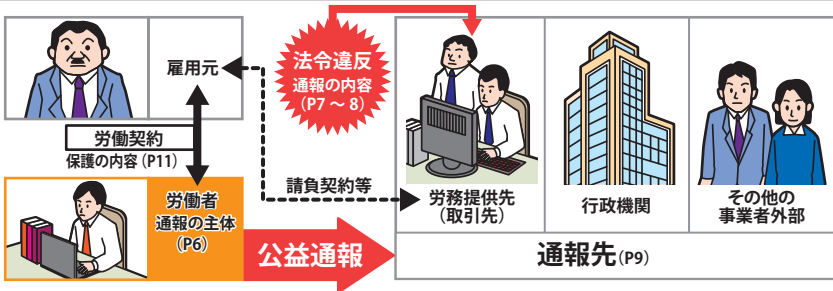 雇用元
労働契約
保護の内容(P11)
労働者
通報の主体
(P6)
公益通報
法令違反
通報の内容
(P7～8)
請負契約等
労務提供先
(取引先)
行政機関
その他の
事業者外部
通報先(P9)